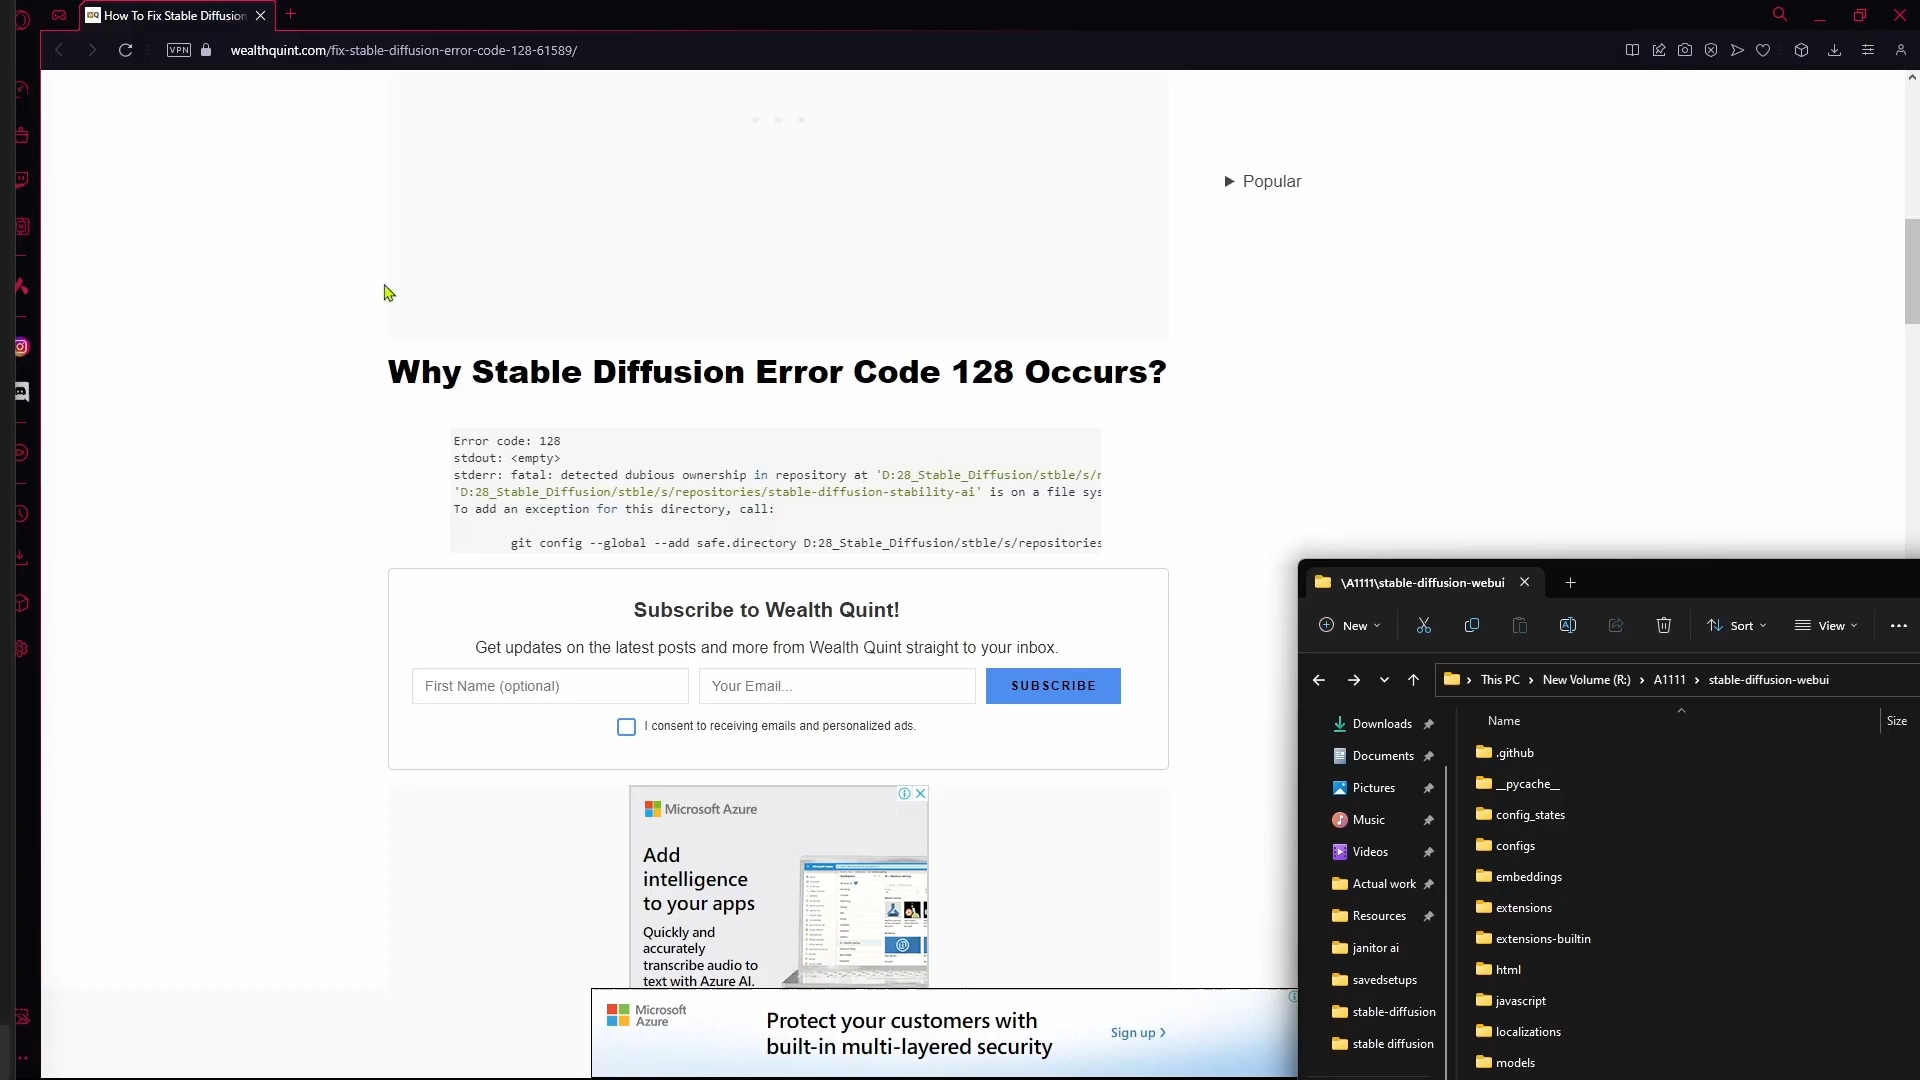 How To Fix Stable Diffusion
VPN
wealthquint.com/fix-stable-diffusion-error-code-128-61589/
Popular
Why Stable Diffusion Error Code 128 Occurs?
Error code: 128
stdout: <empty>
stderr: fatal: detected dubious ownership in repository at 'D:28_Stable_Diffusion/stble/s/r
'D:28_Stable_Diffusion/stble/s/repositories/stable-diffusion-stability-ai' is on a file sys
To add an exception for this directory, call:
git config --global --add safe.directory D:28_Stable_Diffusion/stble/s/repositories
Subscribe to Wealth Quint!
Get updates on the latest posts and more from Wealth Quint straight to your inbox.
First Name (optional)
Your Email...
SUBSCRIBE
I consent to receiving emails and personalized ads.
Microsoft Azure
Add
intelligence
to your apps
Quickly and
accurately
transcribe audio to
text with Azure AI.
Microsoft
Azure
Protect your customers with
built-in multi-layered security
Sign up >
\A1111\stable-diffusion-webui
New
Sort
View
This PC > New Volume (R:) > A1111 > stable-diffusion-webui
Name
Size
Downloads
Documents
Pictures
Music
Videos
Actual work
Resources
janitor ai
savedsetups
stable-diffusion
stable diffusion
.github
__pycache__
config_states
configs
embeddings
extensions
extensions-builtin
html
javascript
localizations
models